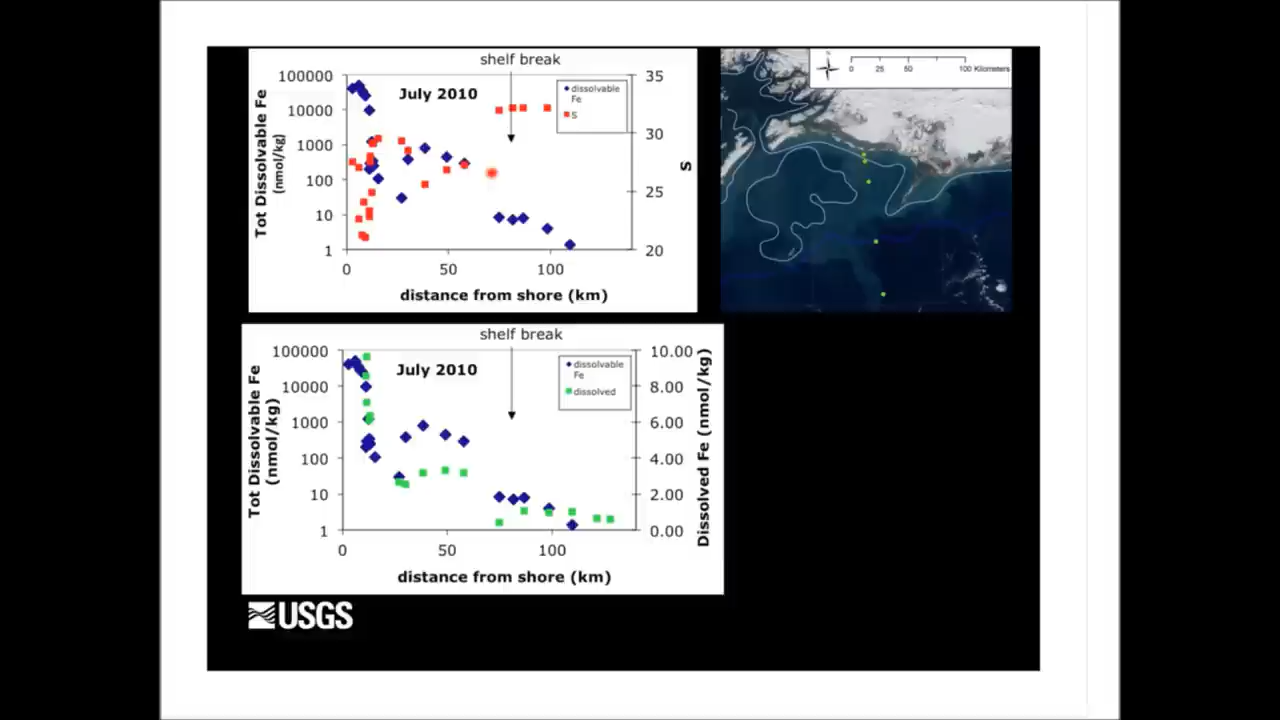 shelf break
100000
10000
1000
100
10
1
Tot Dissolvable Fe
(nmol/kg)
July 2010
dissolvable
Fe
S
35
30
25
20
S
0
50
100
distance from shore (km)
N
0
25
50
100 Kilometers
shelf break
100000
10000
1000
100
10
1
Tot Dissolvable Fe
(nmol/kg)
July 2010
dissolvable
Fe
dissolved
10.00
8.00
6.00
4.00
2.00
0.00
Dissolved Fe (nmol/kg)
0
50
100
distance from shore (km)
USGS